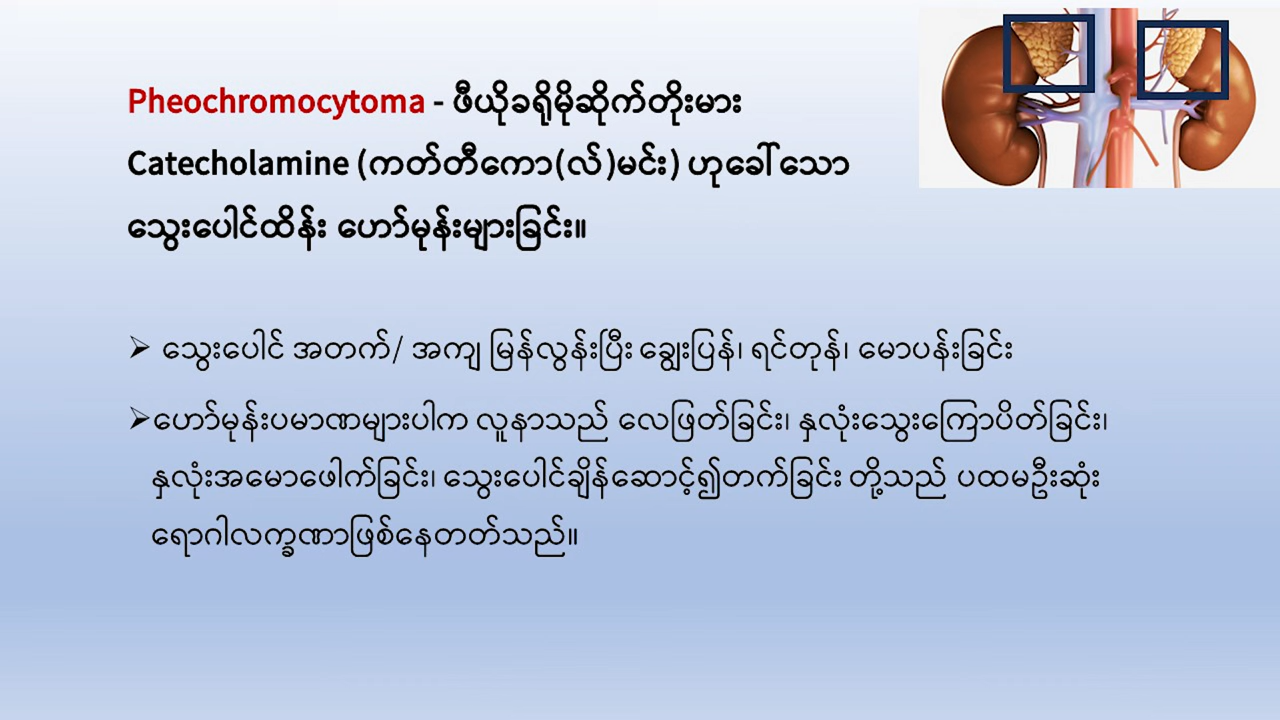 Pheochromocytoma - ဖီယိုခရိုမိုဆိုက်တိုးမား
Catecholamine (ကတ်တီကော(လ်)မင်း) ဟုခေါ်သော
သွေးပေါင်ထိန်း ဟော်မုန်းများခြင်း။
➢ သွေးပေါင် အတက်/ အကျ မြန်လွန်းပြီး ချွေးပြန်၊ ရင်တုန်၊ မောပန်းခြင်း
➢ဟော်မုန်းပမာဏများပါက လူနာသည် လေဖြတ်ခြင်း၊ နှလုံးသွေးကြောပိတ်ခြင်း၊
နှလုံးအမောဖေါက်ခြင်း၊ သွေးပေါင်ချိန်ဆောင့်၍တက်ခြင်း တို့သည် ပထမဦးဆုံး
ရောဂါလက္ခဏာဖြစ်နေတတ်သည်။